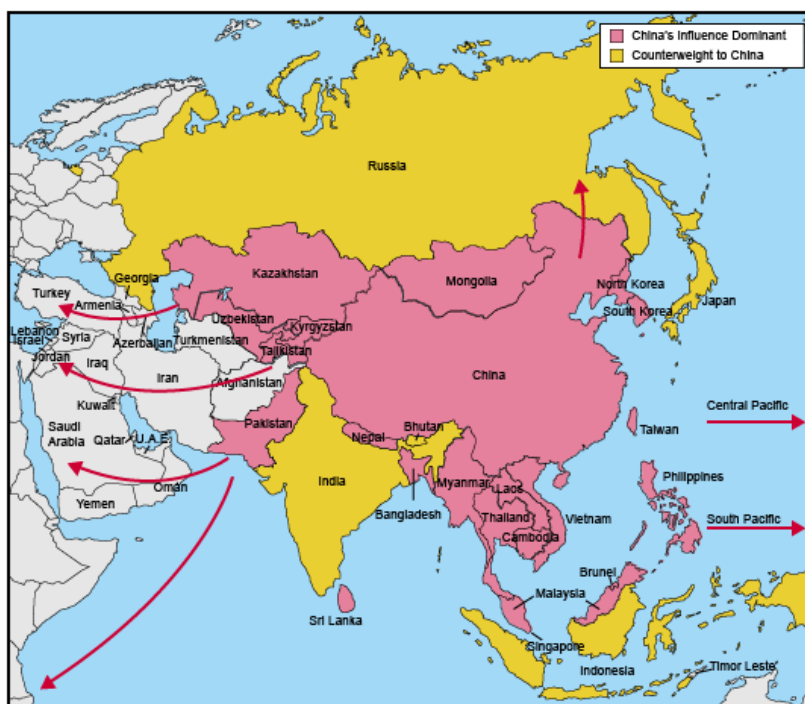 China's Influence Dominant
Counterweight to China
Russia
Georgia
Kazakhstan
Mongolia
Turkey
Armenia
North Korea
Uzbekistan
Kyrgyzstan
Japan
South Korea
Lebanon
Israel
Syria
Azerbaijan
Turkmenistan
Tajikistan
Jordan
Iraq
Iran
Afghanistan
China
Kuwait
Central Pacific
Saudi
Arabia
Qatar
U.A.E.
Pakistan
Nepal
Bhutan
Taiwan
Oman
India
Myanmar
Laos
Philippines
Yemen
Bangladesh
Thailand
Vietnam
South Pacific
Cambodia
Brunei
Malaysia
Sri Lanka
Singapore
Indonesia
Timor Leste